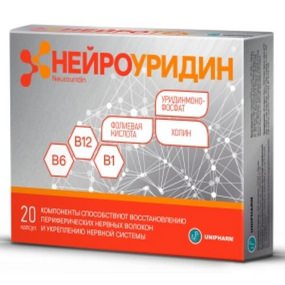 НЕЙРОУРИДИН
Neurouridin
УРИДИНМОНО-
ФОСФАТ
ФОЛИЕВАЯ
КИСЛОТА
ХОЛИН
B12
B6
B1
20
капсул
КОМПОНЕНТЫ СПОСОБСТВУЮТ ВОССТАНОВЛЕНИЮ
ПЕРИФЕРИЧЕСКИХ НЕРВНЫХ ВОЛОКОН
И УКРЕПЛЕНИЮ НЕРВНОЙ СИСТЕМЫ
UNIPHARM